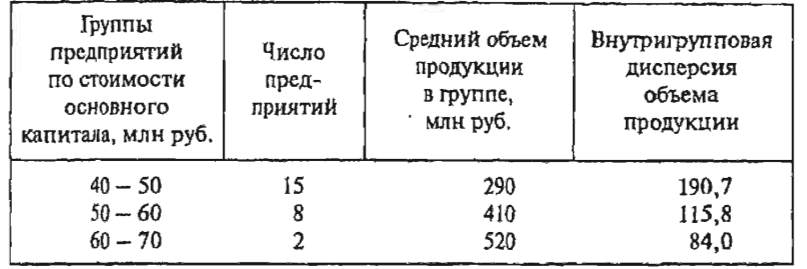 Группы предприятий по стоимости основного капитала, млн руб.
Число пред-приятий
Средний объем продукции в группе, млн руб.
Внутригрупповая дисперсия объема продукции
40 – 50 15 290 190,7
50 – 60 8 410 115,8
60 – 70 2 520 84,0